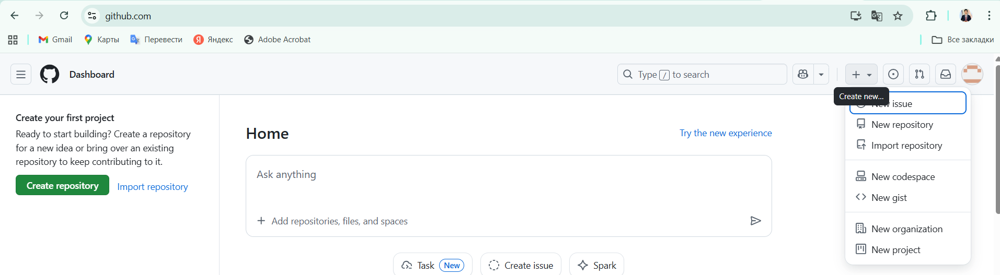 github.com
Gmail
Карты
Перевести
Яндекс
Adobe Acrobat
Все закладки
Dashboard
Type / to search
Create new...
New issue
New repository
Import repository
New codespace
New gist
New organization
New project
Create your first project
Ready to start building? Create a repository
for a new idea or bring over an existing
repository to keep contributing to it.
Create repository
Import repository
Home
Try the new experience
Ask anything
Add repositories, files, and spaces
Task New
Create issue
Spark